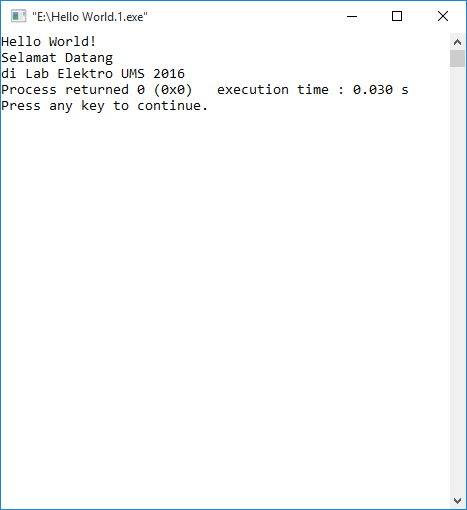 "E:\Hello World.1.exe"
Hello World!
Selamat Datang
di Lab Elektro UMS 2016
Process returned 0 (0x0)   execution time : 0.030 s
Press any key to continue.